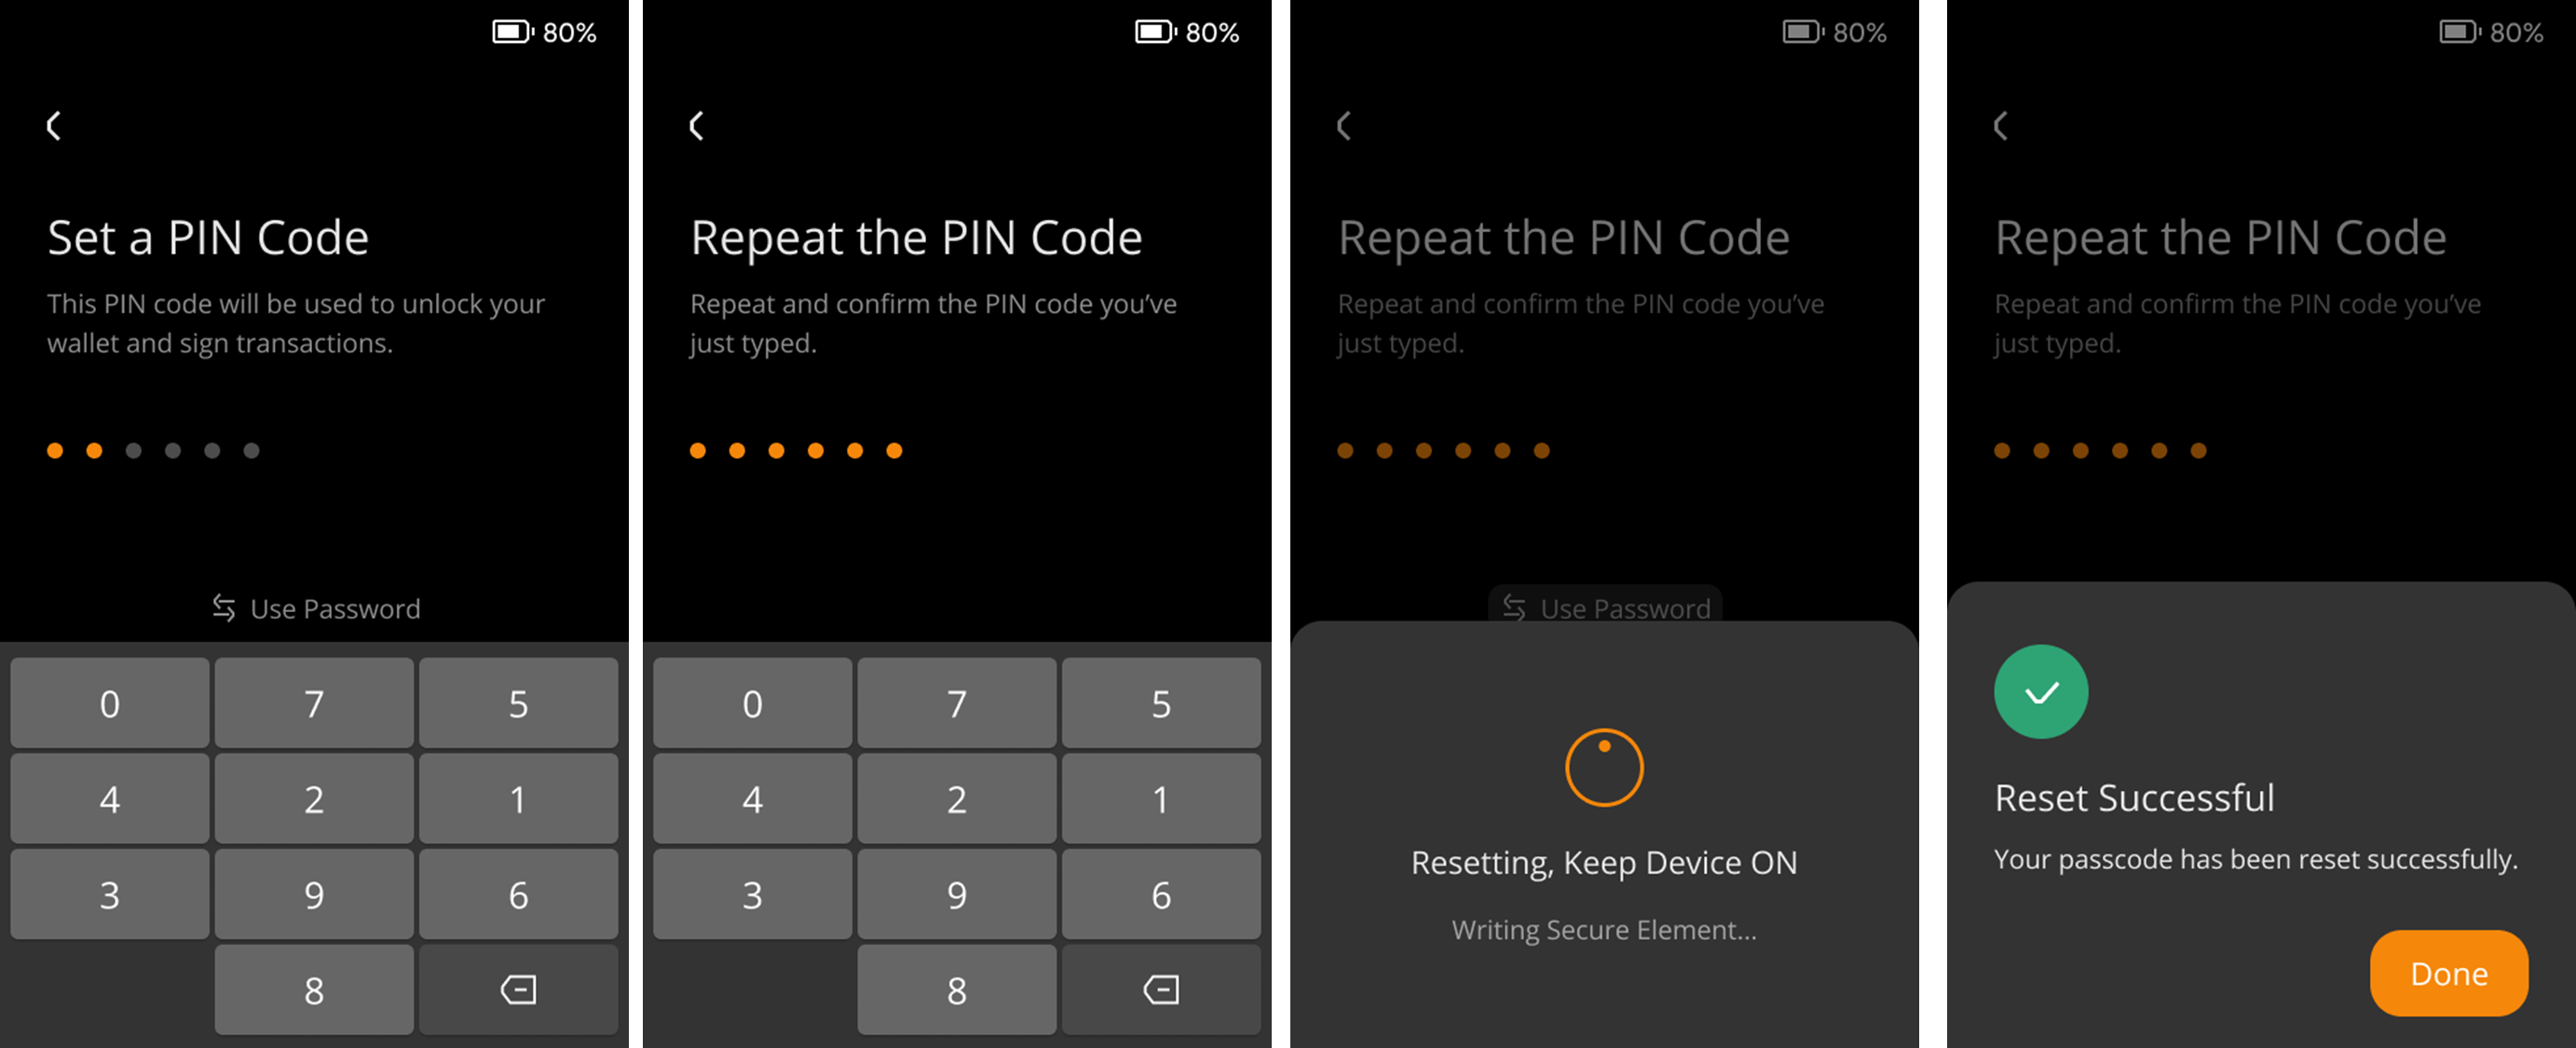 80%
Set a PIN Code
This PIN code will be used to unlock your
wallet and sign transactions.
Use Password
0 7 5
4 2 1
3 9 6
8
80%
Repeat the PIN Code
Repeat and confirm the PIN code you’ve
just typed.
0 7 5
4 2 1
3 9 6
8
80%
Repeat the PIN Code
Repeat and confirm the PIN code you’ve
just typed.
Use Password
Resetting, Keep Device ON
Writing Secure Element...
80%
Repeat the PIN Code
Repeat and confirm the PIN code you’ve
just typed.
Reset Successful
Your passcode has been reset successfully.
Done